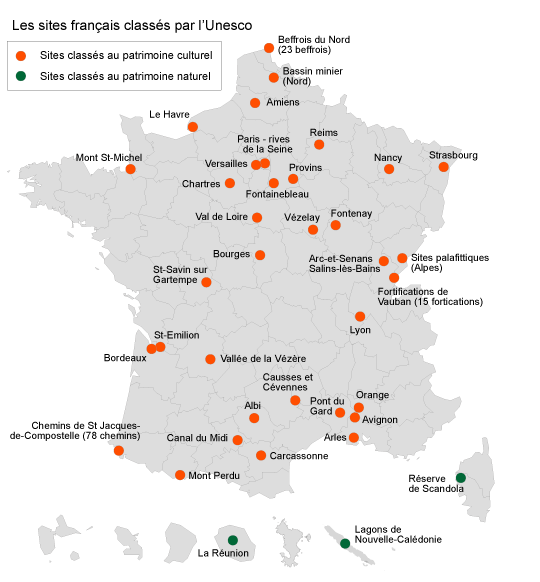 Les sites français classés par l'Unesco
Sites classés au patrimoine culturel
Sites classés au patrimoine naturel
Beffrois du Nord
(23 beffrois)
Bassin minier
(Nord)
Amiens
Le Havre
Reims
Paris - rives
de la Seine
Mont St-Michel
Versailles
Provins
Nancy
Strasbourg
Chartres
Fontainebleau
Val de Loire
Vézelay
Fontenay
Bourges
Arc-et-Senans
Salins-lès-Bains
Sites palafittiques
(Alpes)
St-Savin sur
Gartempe
Fortifications de
Vauban (15 fortications)
Lyon
St-Emilion
Bordeaux
Vallée de la Vézère
Causses et
Cévennes
Orange
Pont du
Gard
Albi
Avignon
Chemins de St Jacques-
de-Compostelle (78 chemins)
Canal du Midi
Arles
Carcassonne
Mont Perdu
Réserve
de Scandola
La Réunion
Lagons de
Nouvelle-Calédonie